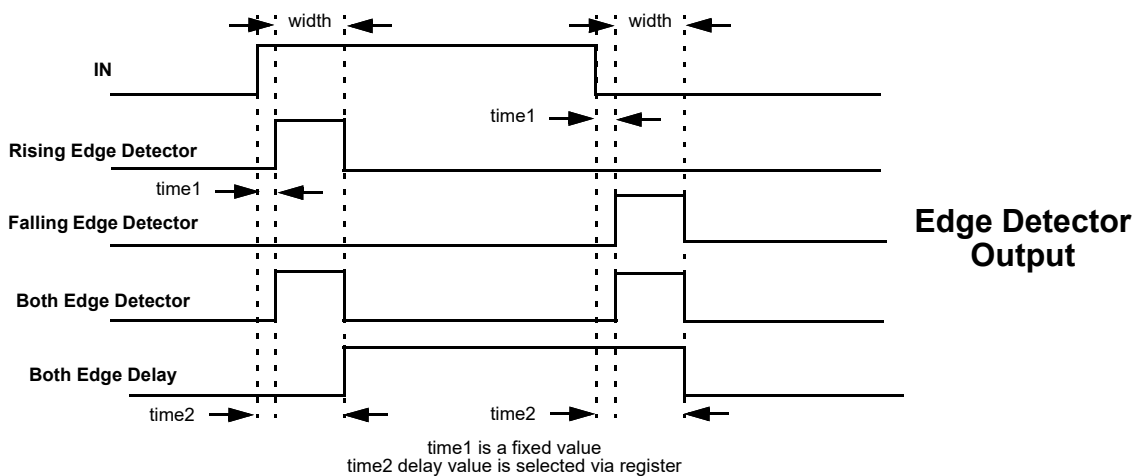 width
width
IN
time1
Rising Edge Detector
time1
Falling Edge Detector
Edge Detector
Output
Both Edge Detector
Both Edge Delay
time2
time2
time1 is a fixed value
time2 delay value is selected via register